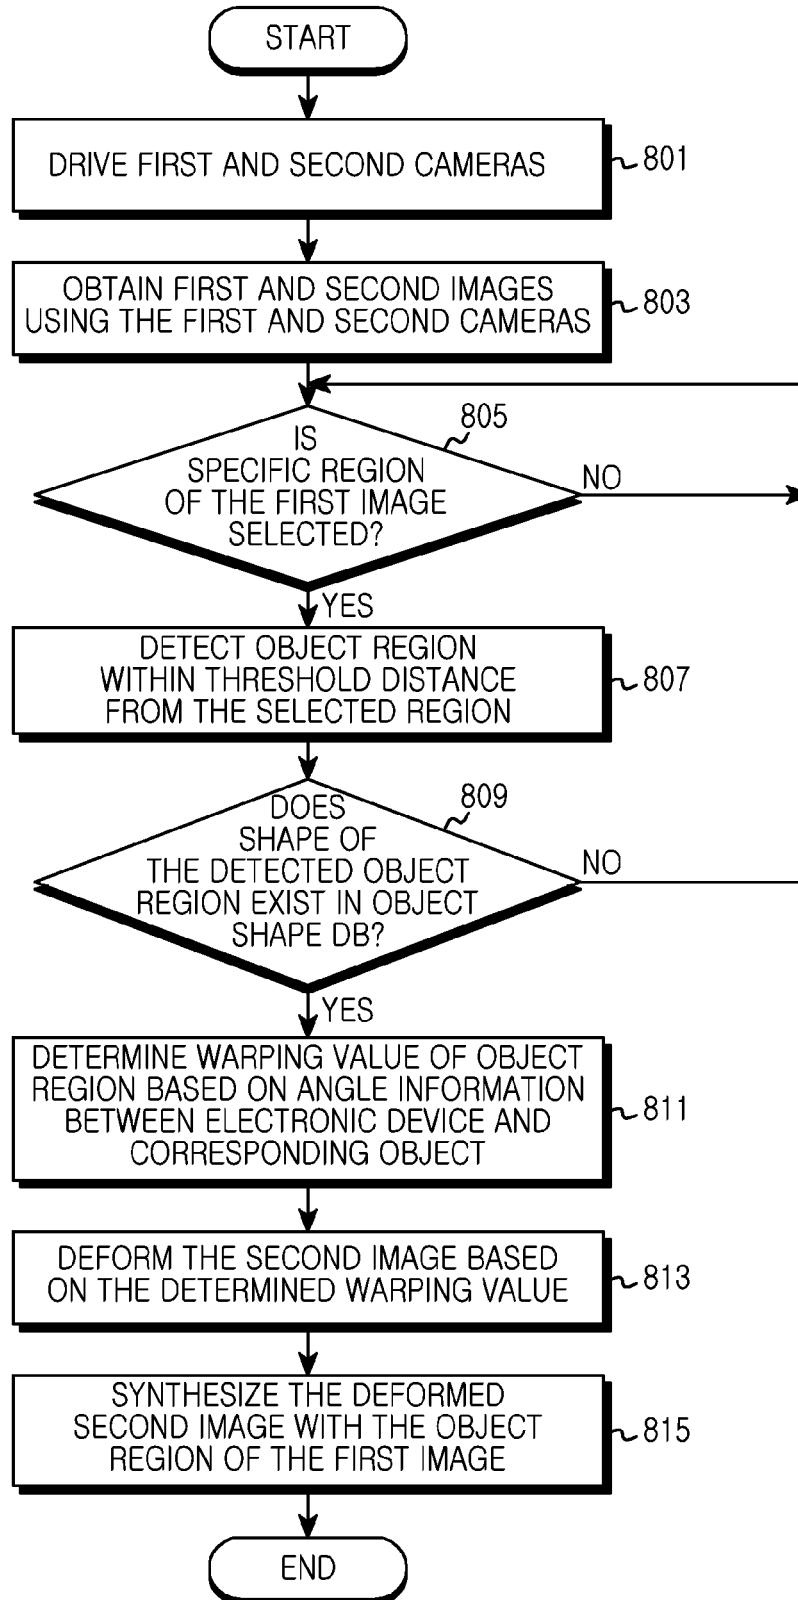 START
DRIVE FIRST AND SECOND CAMERAS
801
OBTAIN FIRST AND SECOND IMAGES
USING THE FIRST AND SECOND CAMERAS
803
805
IS
SPECIFIC REGION
OF THE FIRST IMAGE
SELECTED?
NO
YES
DETECT OBJECT REGION
WITHIN THRESHOLD DISTANCE
FROM THE SELECTED REGION
807
809
DOES
SHAPE OF
THE DETECTED OBJECT
REGION EXIST IN OBJECT
SHAPE DB?
NO
YES
DETERMINE WARPING VALUE OF OBJECT
REGION BASED ON ANGLE INFORMATION
BETWEEN ELECTRONIC DEVICE AND
CORRESPONDING OBJECT
811
DEFORM THE SECOND IMAGE BASED
ON THE DETERMINED WARPING VALUE
813
SYNTHESIZE THE DEFORMED
SECOND IMAGE WITH THE OBJECT
REGION OF THE FIRST IMAGE
815
END